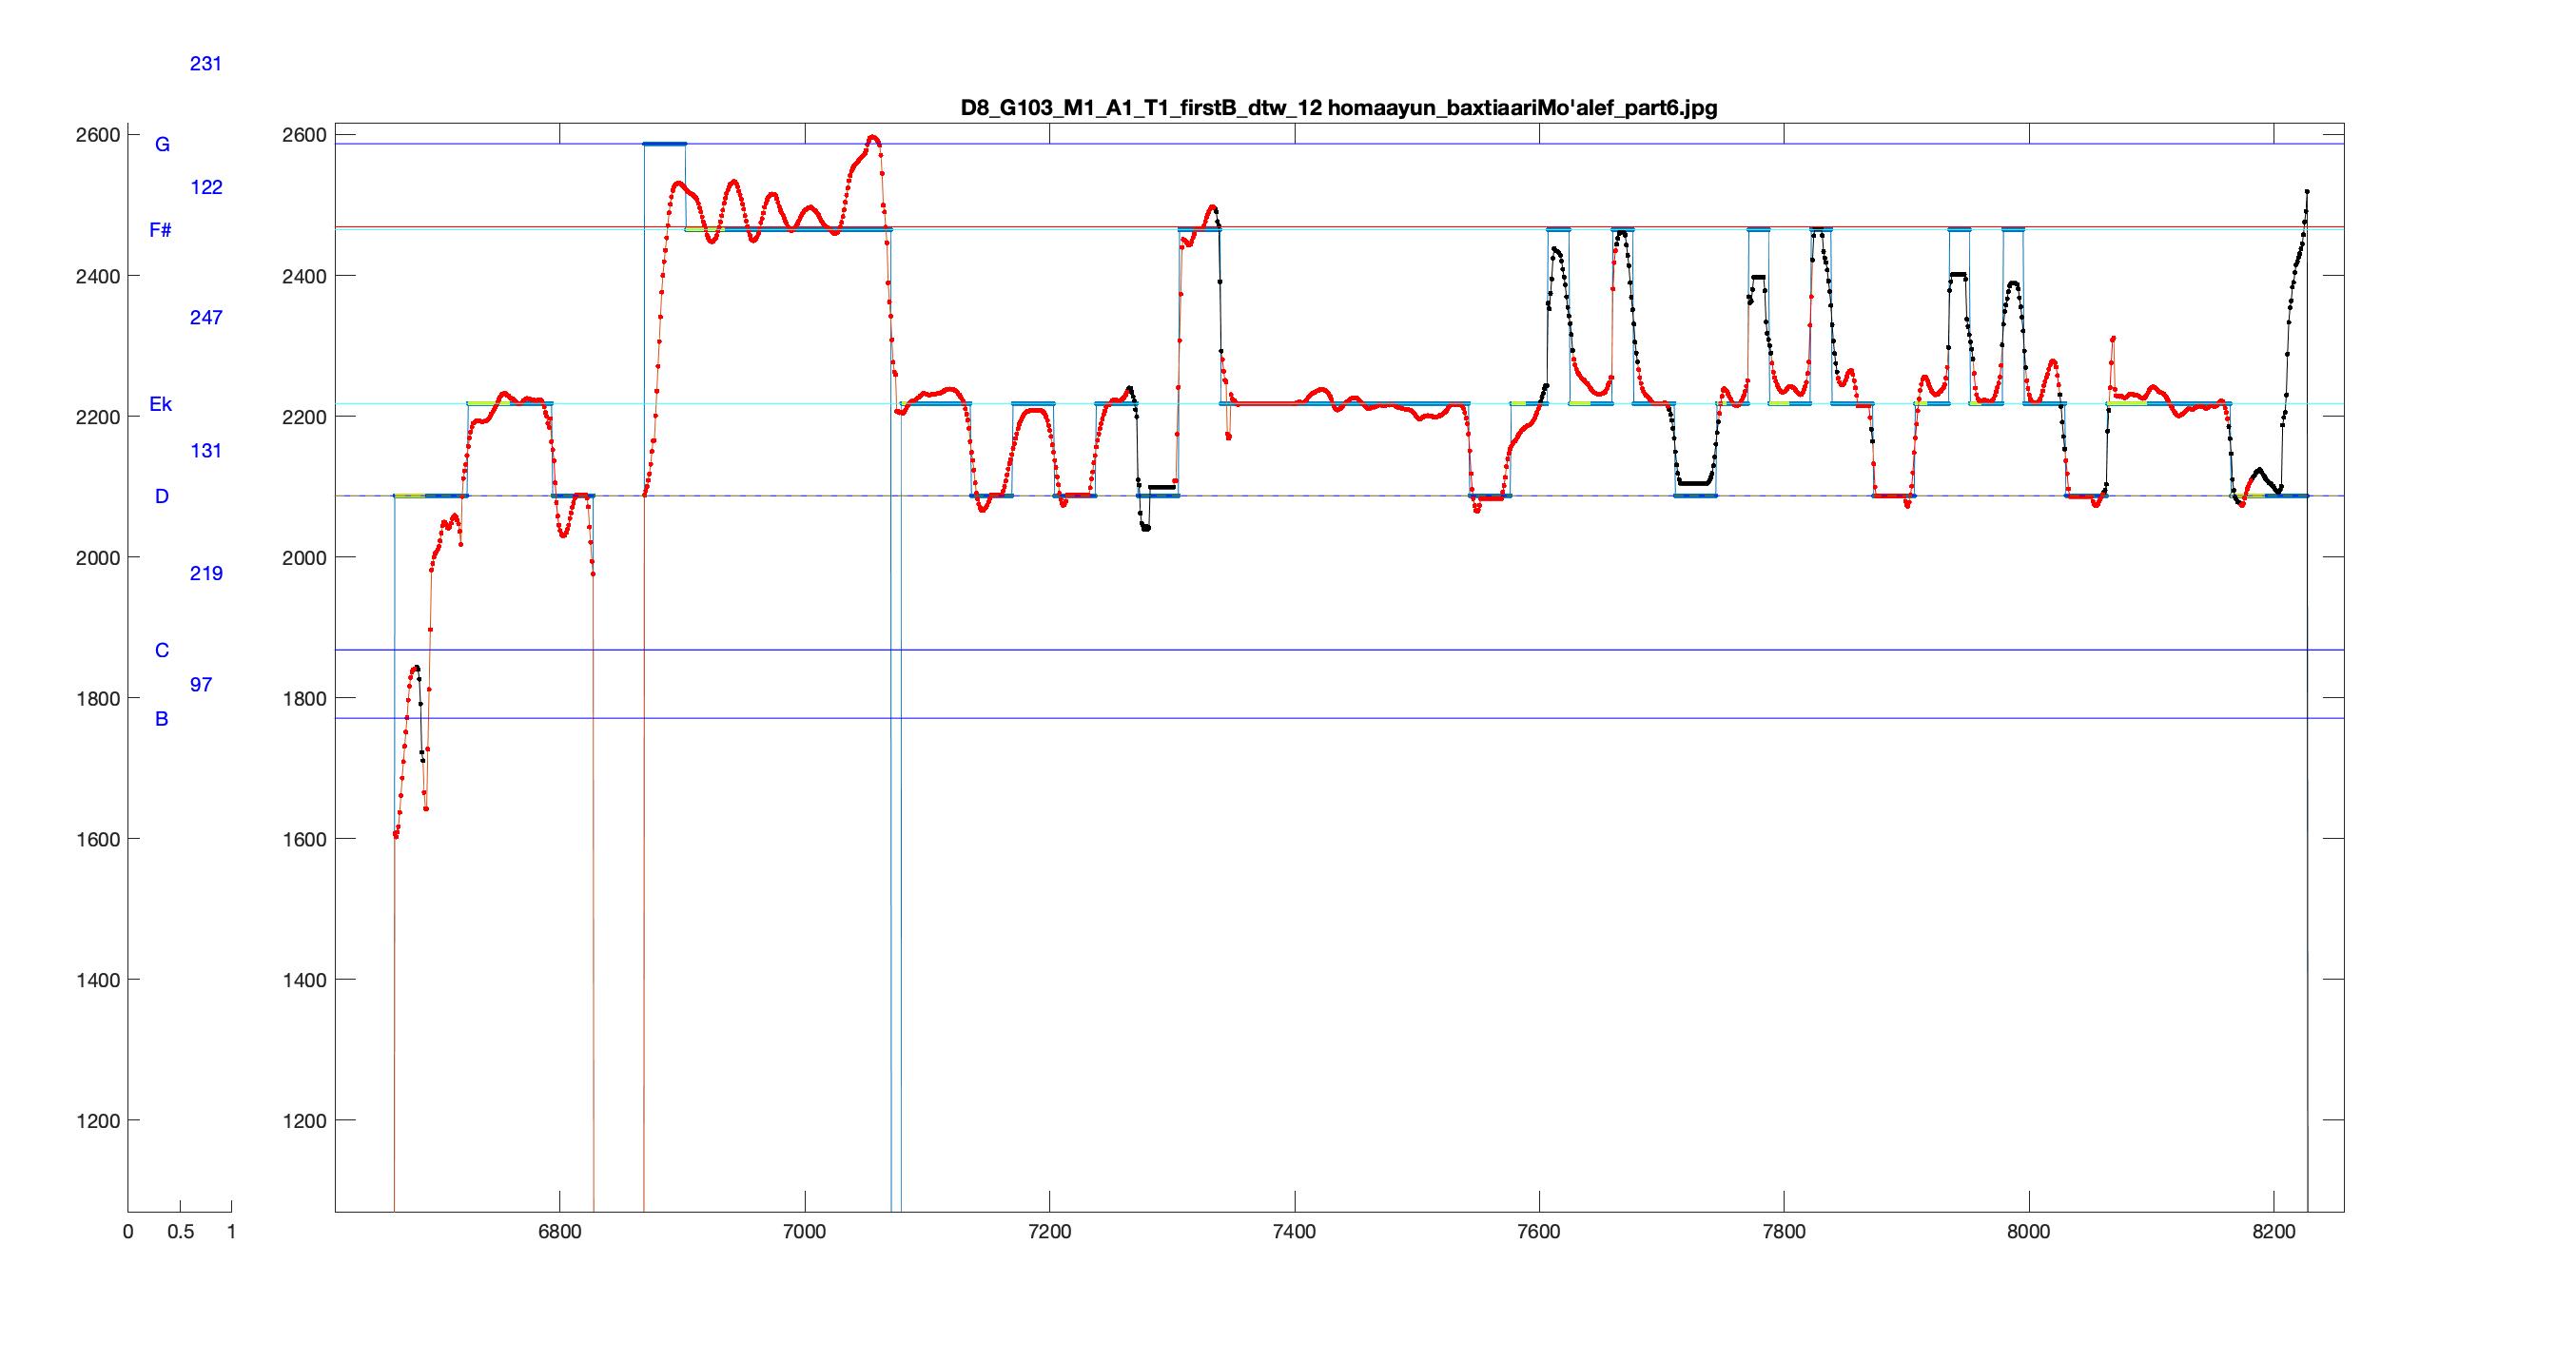 231
D8_G103_M1_A1_T1_firstB_dtw_12 homaayun_baxtiaariMo'alef_part6.jpg
2600 G 2600
122
F#
2400 2400
247
Ek
2200 2200
131
D
2000 2000
219
C
97
1800 1800
B
1600 1600
1400 1400
1200 1200
0 0.5 1 6800 7000 7200 7400 7600 7800 8000 8200